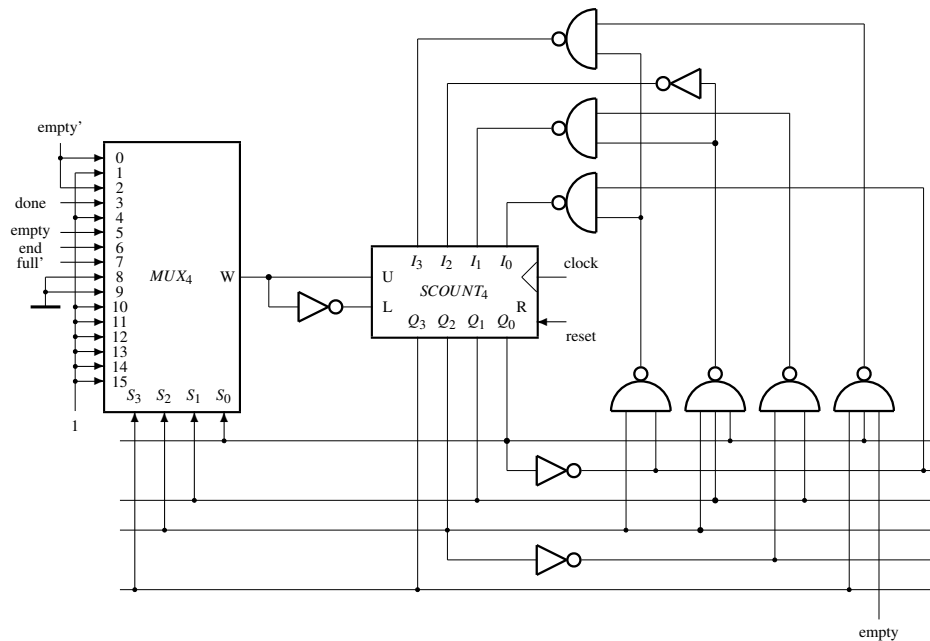 empty'
0
1
2
done 3
4
empty 5
end 6
full' 7
8
9
10
11
12
13
14
15
MUX4
W
S3 S2 S1 S0
1
I3 I2 I1 I0
U
SCOUNT4
L
R
Q3 Q2 Q1 Q0
clock
reset
empty